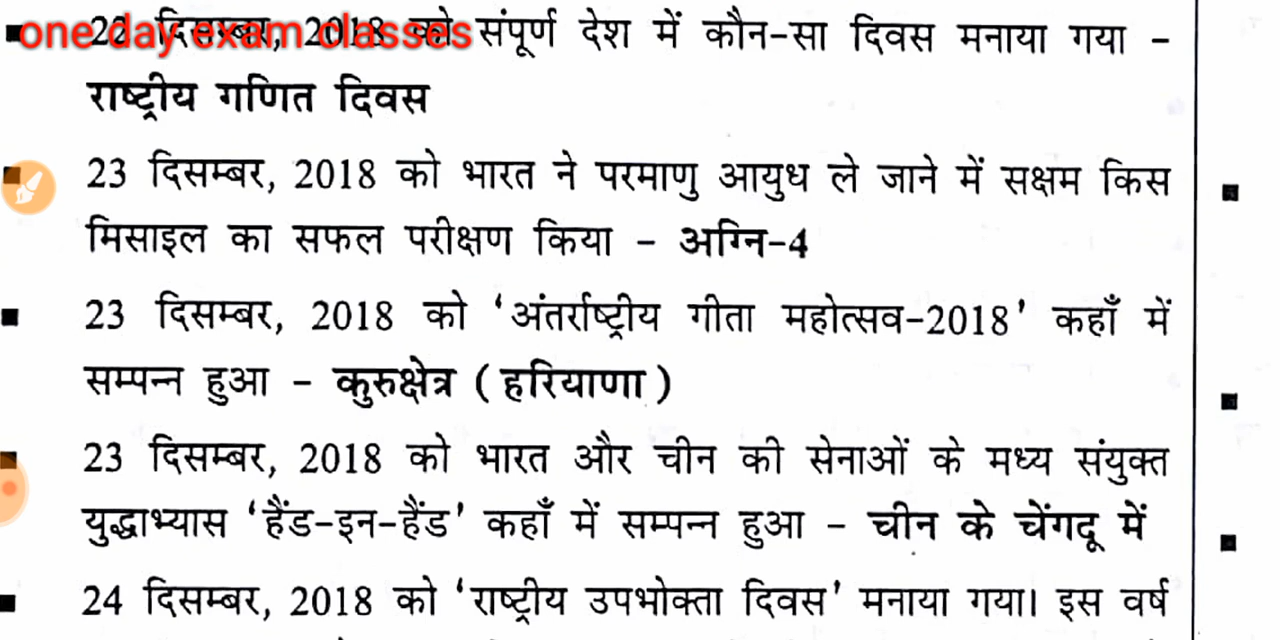 one day exam classes
■ 22 दिसम्बर, 2018 को संपूर्ण देश में कौन-सा दिवस मनाया गया –
राष्ट्रीय गणित दिवस
■ 23 दिसम्बर, 2018 को भारत ने परमाणु आयुध ले जाने में सक्षम किस
मिसाइल का सफल परीक्षण किया – अग्नि-4
■ 23 दिसम्बर, 2018 को ‘अंतर्राष्ट्रीय गीता महोत्सव-2018’ कहाँ में
सम्पन्न हुआ – कुरुक्षेत्र (हरियाणा)
■ 23 दिसम्बर, 2018 को भारत और चीन की सेनाओं के मध्य संयुक्त
युद्धाभ्यास ‘हैंड-इन-हैंड’ कहाँ में सम्पन्न हुआ – चीन के चेंगदू में
■ 24 दिसम्बर, 2018 को ‘राष्ट्रीय उपभोक्ता दिवस’ मनाया गया। इस वर्ष